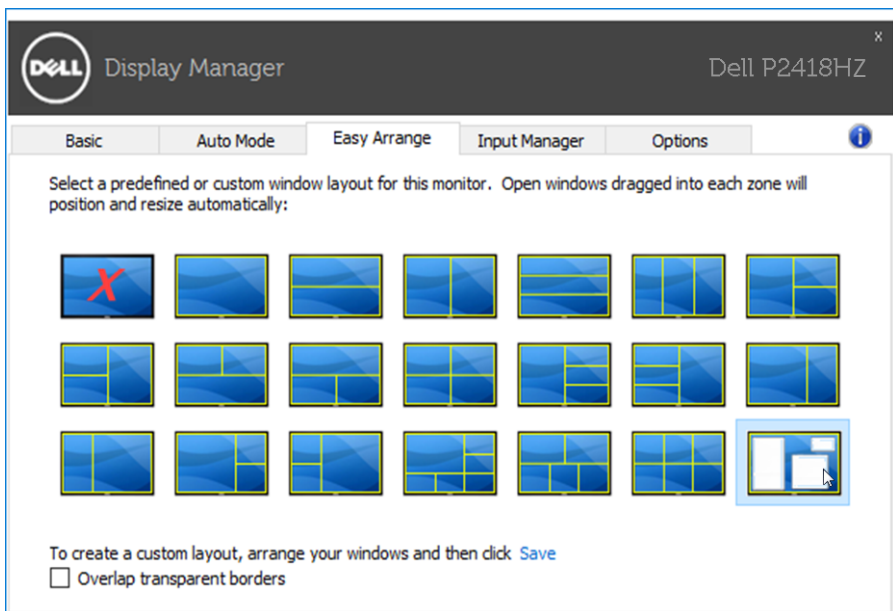 DELL Display Manager
x
Dell P2418HZ
Basic Auto Mode Easy Arrange Input Manager Options
Select a predefined or custom window layout for this monitor. Open windows dragged into each zone will
position and resize automatically:
X
To create a custom layout, arrange your windows and then click Save
Overlap transparent borders